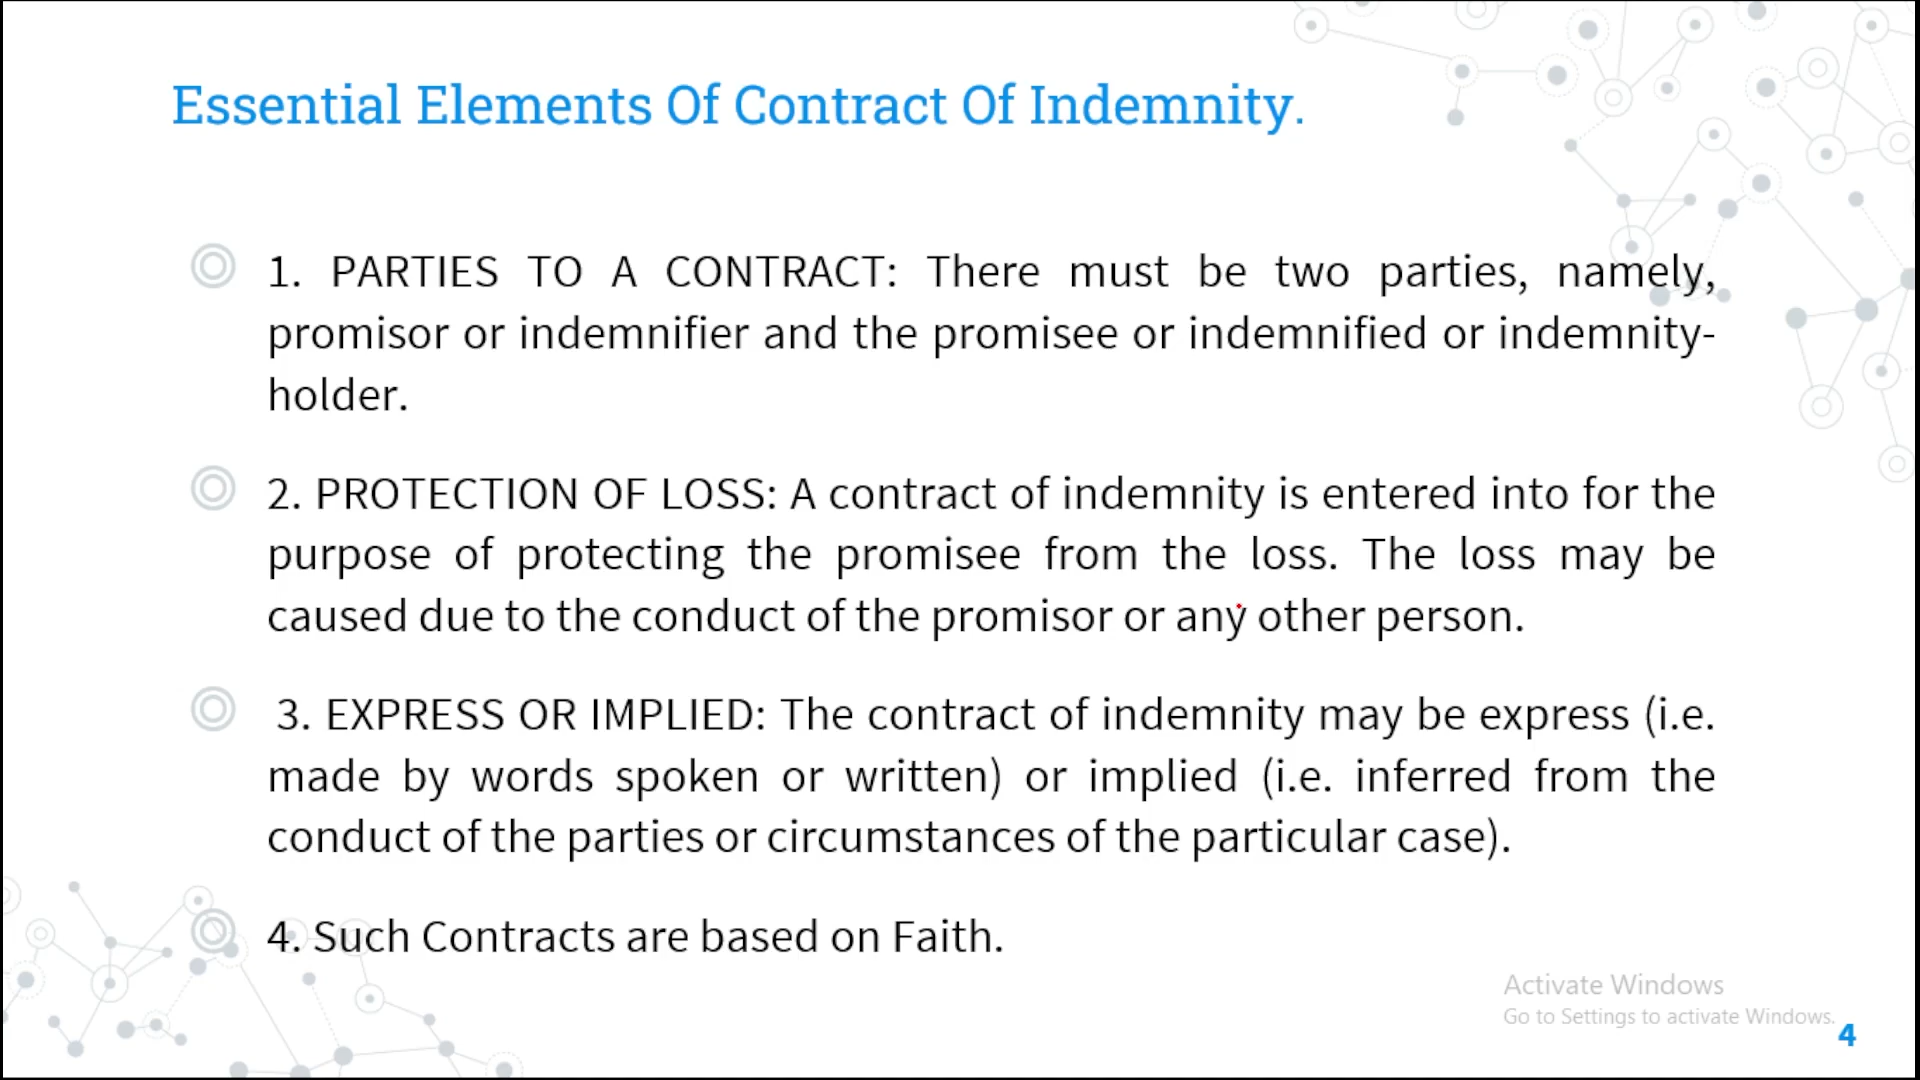 Essential Elements Of Contract Of Indemnity.
1. PARTIES TO A CONTRACT: There must be two parties, namely,
promisor or indemnifier and the promisee or indemnified or indemnity-
holder.
2. PROTECTION OF LOSS: A contract of indemnity is entered into for the
purpose of protecting the promisee from the loss. The loss may be
caused due to the conduct of the promisor or any other person.
3. EXPRESS OR IMPLIED: The contract of indemnity may be express (i.e.
made by words spoken or written) or implied (i.e. inferred from the
conduct of the parties or circumstances of the particular case).
4. Such Contracts are based on Faith.
Activate Windows
Go to Settings to activate Windows.
4